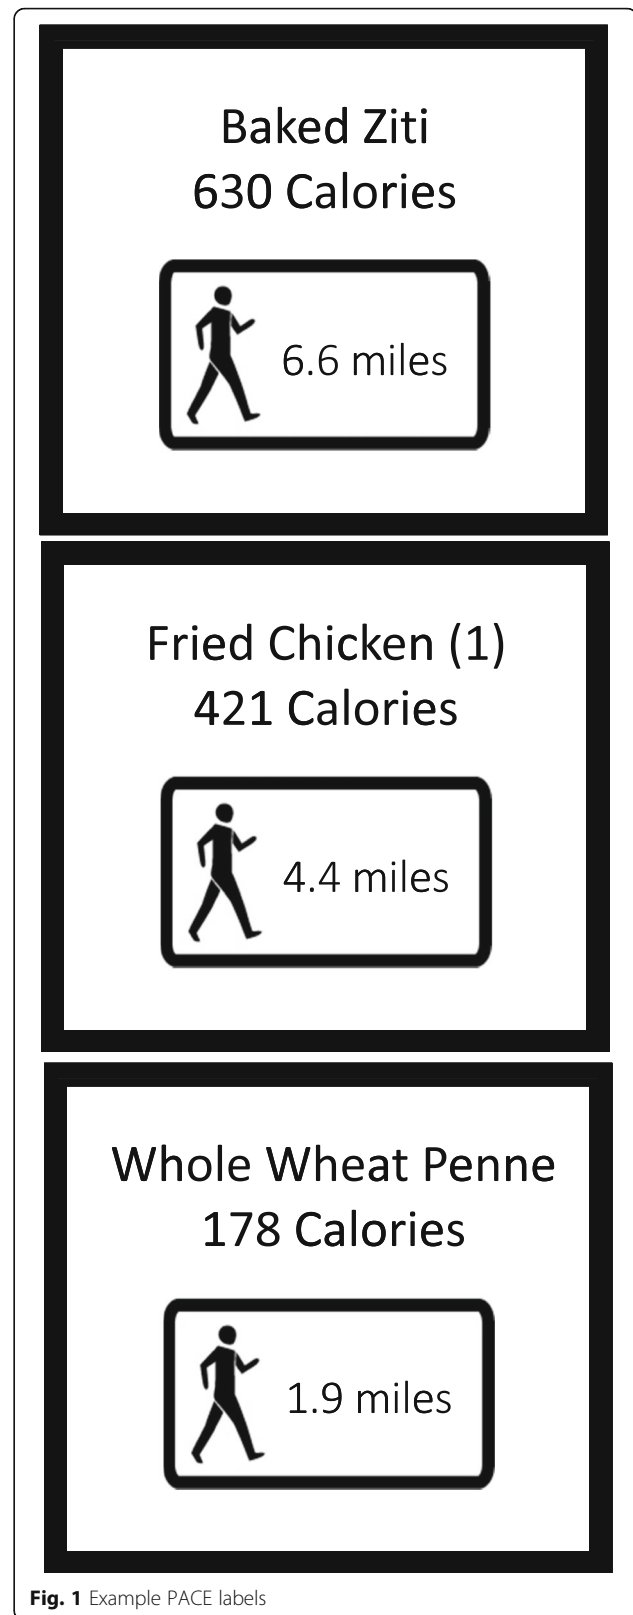 Baked Ziti
630 Calories
6.6 miles
Fried Chicken (1)
421 Calories
4.4 miles
Whole Wheat Penne
178 Calories
1.9 miles
Fig. 1 Example PACE labels